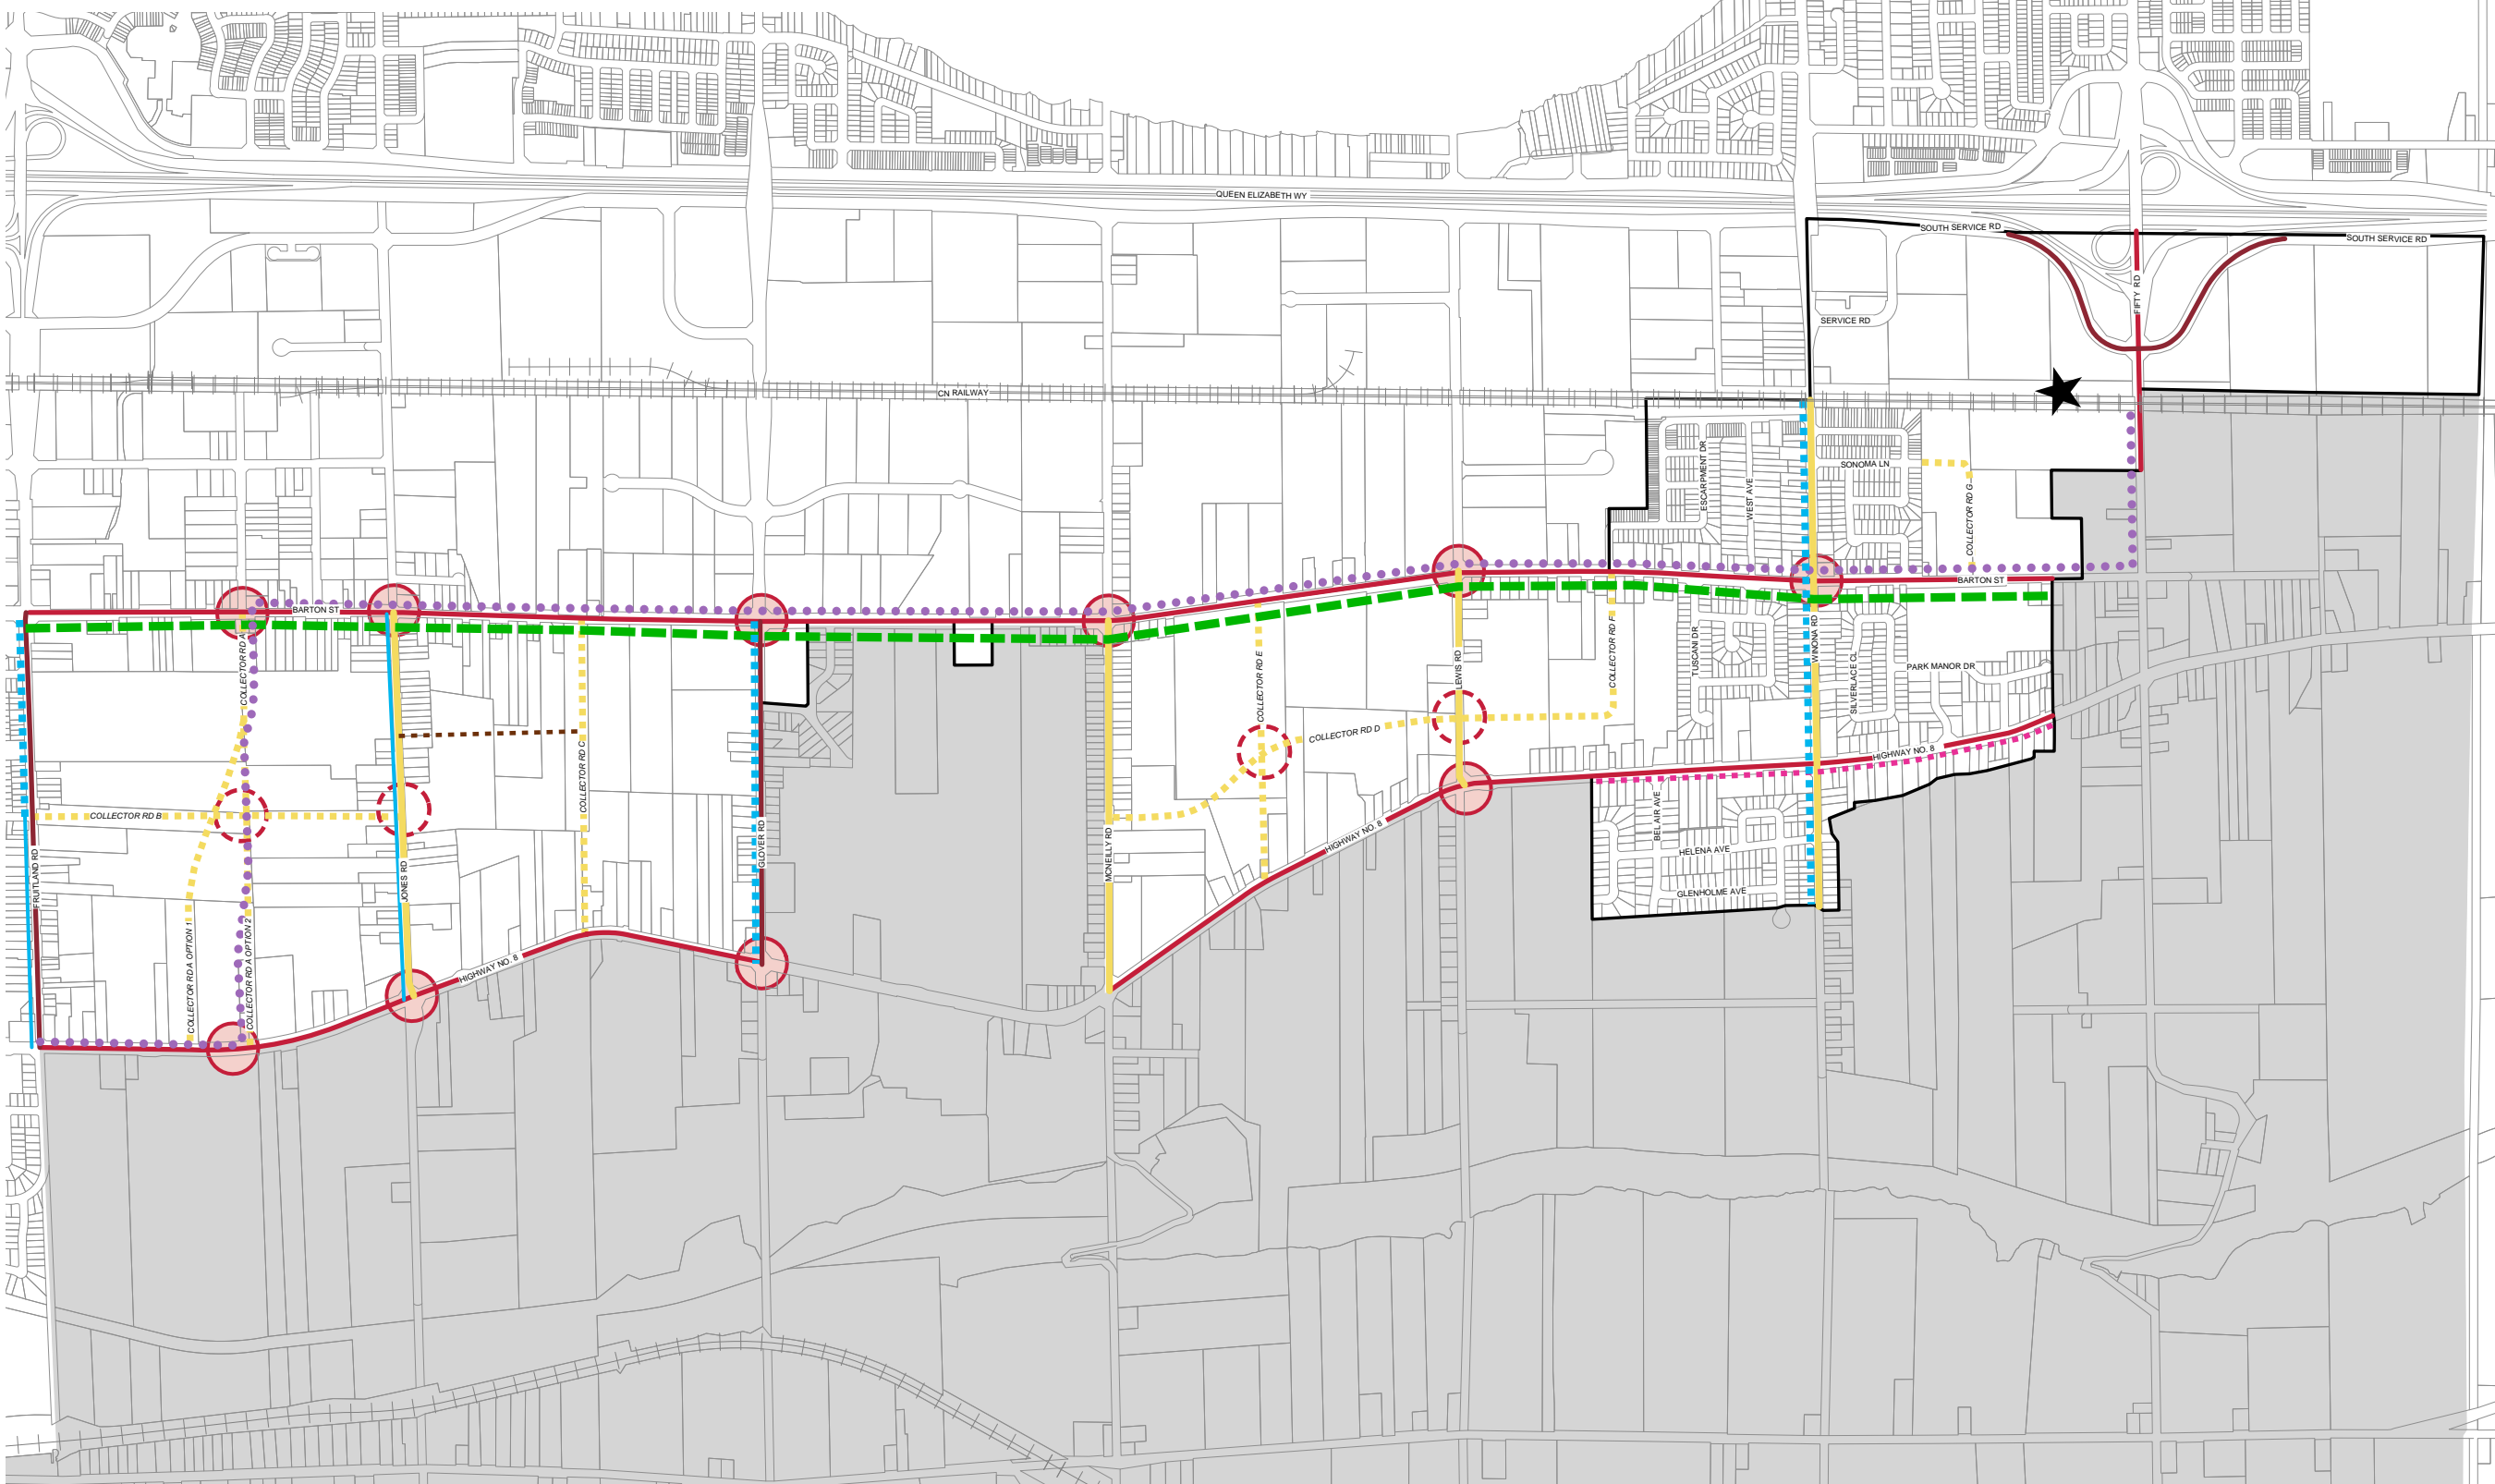 QUEEN ELIZABETH WY
SOUTH SERVICE RD
SOUTH SERVICE RD
FIFTY RD
SERVICE RD
CN RAILWAY
ESCARPMENT DR
WEST AVE
SONOMA LN
COLLECTOR RD G
BARTON ST
BARTON ST
COLLECTOR RD A
TUSCANI DR
WINONA RD
SILVERLACE CL
PARK MANOR DR
COLLECTOR RD F
LEWIS RD
COLLECTOR RD E
COLLECTOR RD D
HIGHWAY NO. 8
COLLECTOR RD C
COLLECTOR RD B
BEL AIR AVE
HELENA AVE
GLENHOLME AVE
HIGHWAY NO. 8
GLOVER RD
MCNEILLY RD
FRUITLAND RD
JONES RD
HIGHWAY NO. 8
COLLECTOR RD A OPTION 1
COLLECTOR RD A OPTION 2